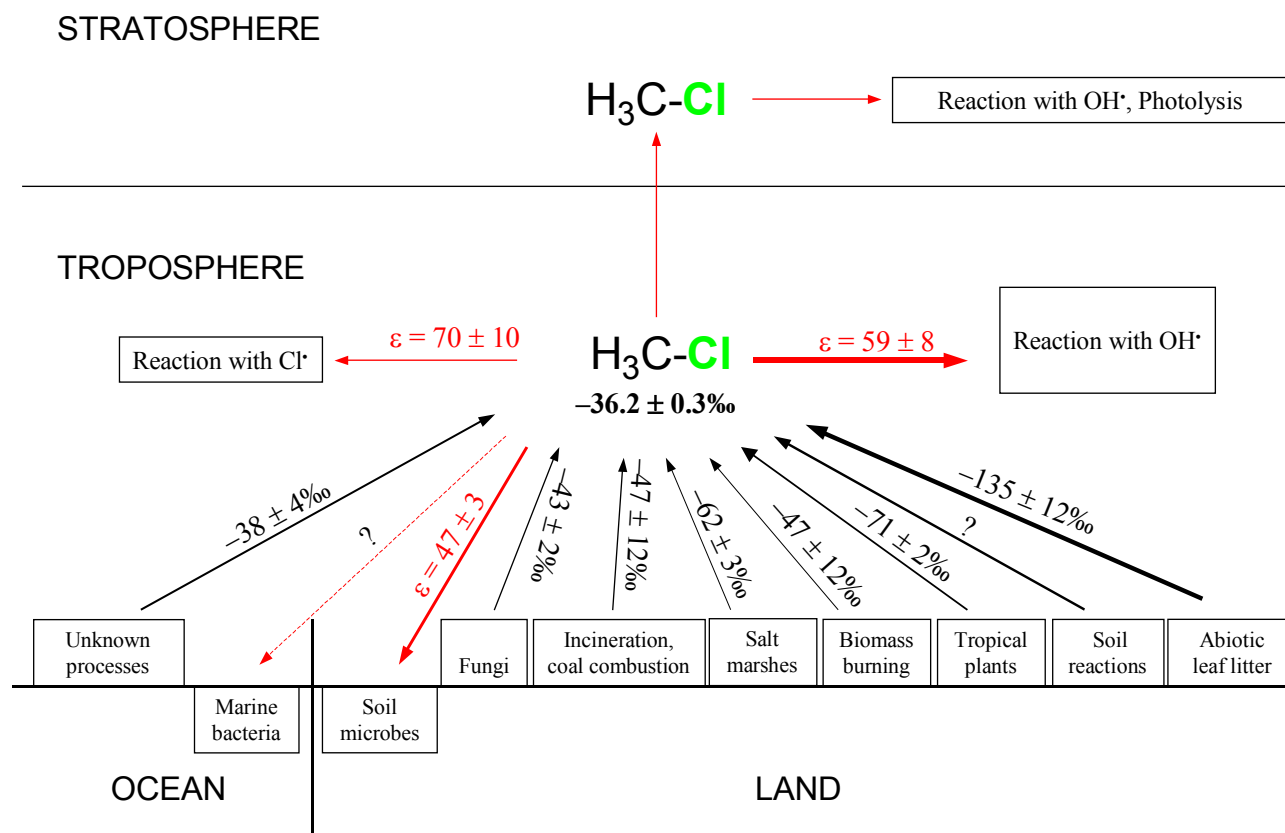 STRATOSPHERE
H₃C-Cl
Reaction with OH•, Photolysis
TROPOSPHERE
ε = 70 ± 10
ε = 59 ± 8
Reaction with Cl•
H₃C-Cl
Reaction with OH•
–36.2 ± 0.3‰
–38 ± 4‰
?
ε = 47 ± 3
–43 ± 2‰
–47 ± 12‰
–62 ± 3‰
–47 ± 12‰
–71 ± 2‰
?
–135 ± 12‰
Unknown
processes
Fungi
Incineration,
coal combustion
Salt
marshes
Biomass
burning
Tropical
plants
Soil
reactions
Abiotic
leaf litter
Marine
bacteria
Soil
microbes
OCEAN
LAND